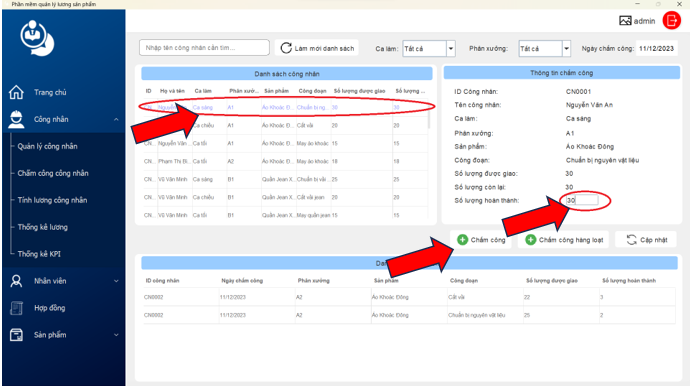 Phần mềm quản lý lương sản phẩm
admin
Nhập tên công nhân cần tìm....
Làm mới danh sách
Ca làm: Tất cả
Phân xưởng: Tất cả
Ngày chấm công: 11/12/2023
Trang chủ
Công nhân
Quản lý công nhân
Chấm công công nhân
Tính lương công nhân
Thống kê lương
Thống kê KPI
Nhân viên
Hợp đồng
Sản phẩm
Danh sách công nhân
ID Họ và tên Ca làm Phân xưở... Sản phẩm Công đoạn Số lượng được giao Số lượng ...
CN... Nguyễn Ca sáng A1 Áo Khoác Đ... Chuẩn bị ng... 30 30
Ca chiều A1 Áo Khoác Đ... Cắt vải 20 20
CN... Nguyễn Văn Ca tối A1 Áo Khoác Đ... May áo khoác 15 15
CN... Phạm Thị Bì... Ca tối A2 Áo Khoác Đ... May áo khoác 18 18
CN... Vũ Văn Minh Ca sáng B1 Quần Jean X... Chuẩn bị vải ... 25 25
CN... Vũ Văn Minh Ca chiều B1 Quần Jean X... Cắt vải jean 20 20
CN... Vũ Văn Minh Ca tối B1 Quần Jean X... May quần jean 15 15
Thông tin chấm công
ID Công nhân: CN0001
Tên công nhân: Nguyễn Văn An
Ca làm: Ca sáng
Phân xưởng: A1
Sản phẩm: Áo Khoác Đông
Công đoạn: Chuẩn bị nguyên vật liệu
Số lượng được giao: 30
Số lượng còn lại: 30
Số lượng hoàn thành: 30
Chấm công
Chấm công hàng loạt
Cập nhật
ID công nhân Ngày chấm công Phân xưởng Sản phẩm Công đoạn Số lượng được giao Số lượng hoàn thành
CN0002 11/12/2023 A2 Áo Khoác Đông Cắt vải 22 3
CN0002 11/12/2023 A2 Áo Khoác Đông Chuẩn bị nguyên vật liệu 25 2